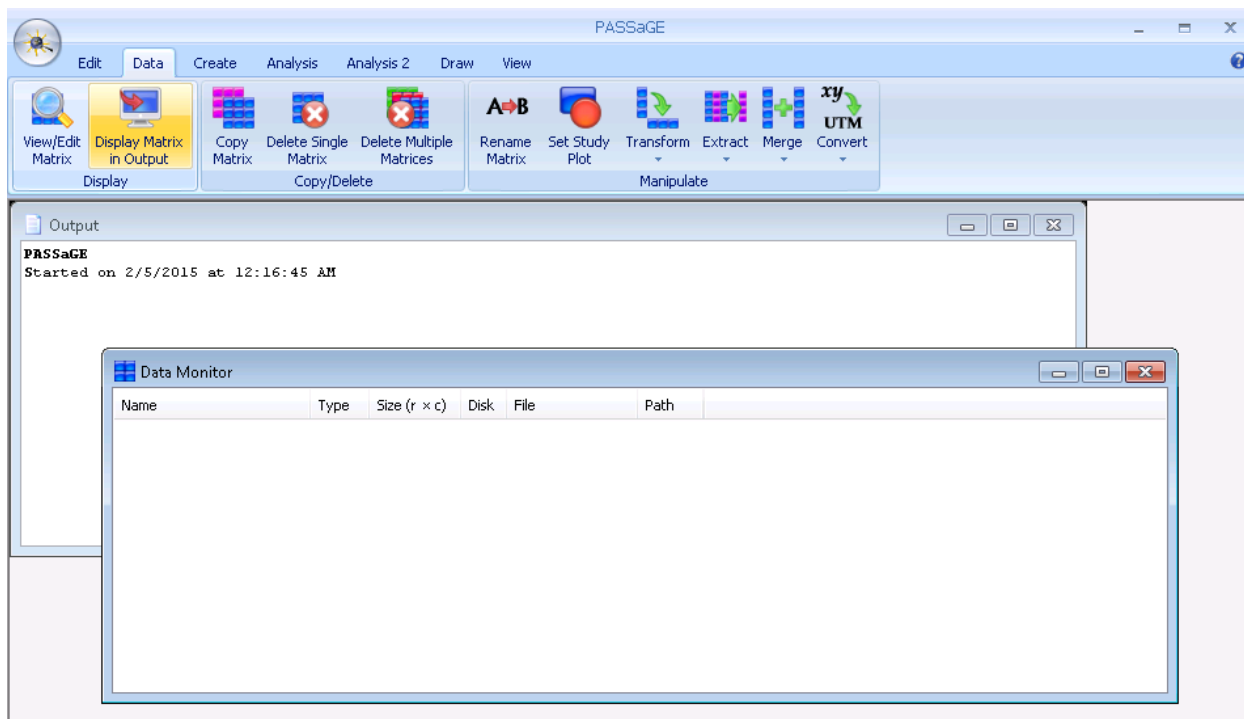 PASSaGE
Edit Data Create Analysis Analysis 2 Draw View
View/Edit Matrix
Display Matrix in Output
Copy Matrix
Delete Single Matrix
Delete Multiple Matrices
A B
Rename Matrix
Set Study Plot
Transform
Extract
Merge
xy UTM
Convert
Display
Copy/Delete
Manipulate
Output
PASSaGE
Started on 2/5/2015 at 12:16:45 AM
Data Monitor
Name Type Size (r × c) Disk File Path